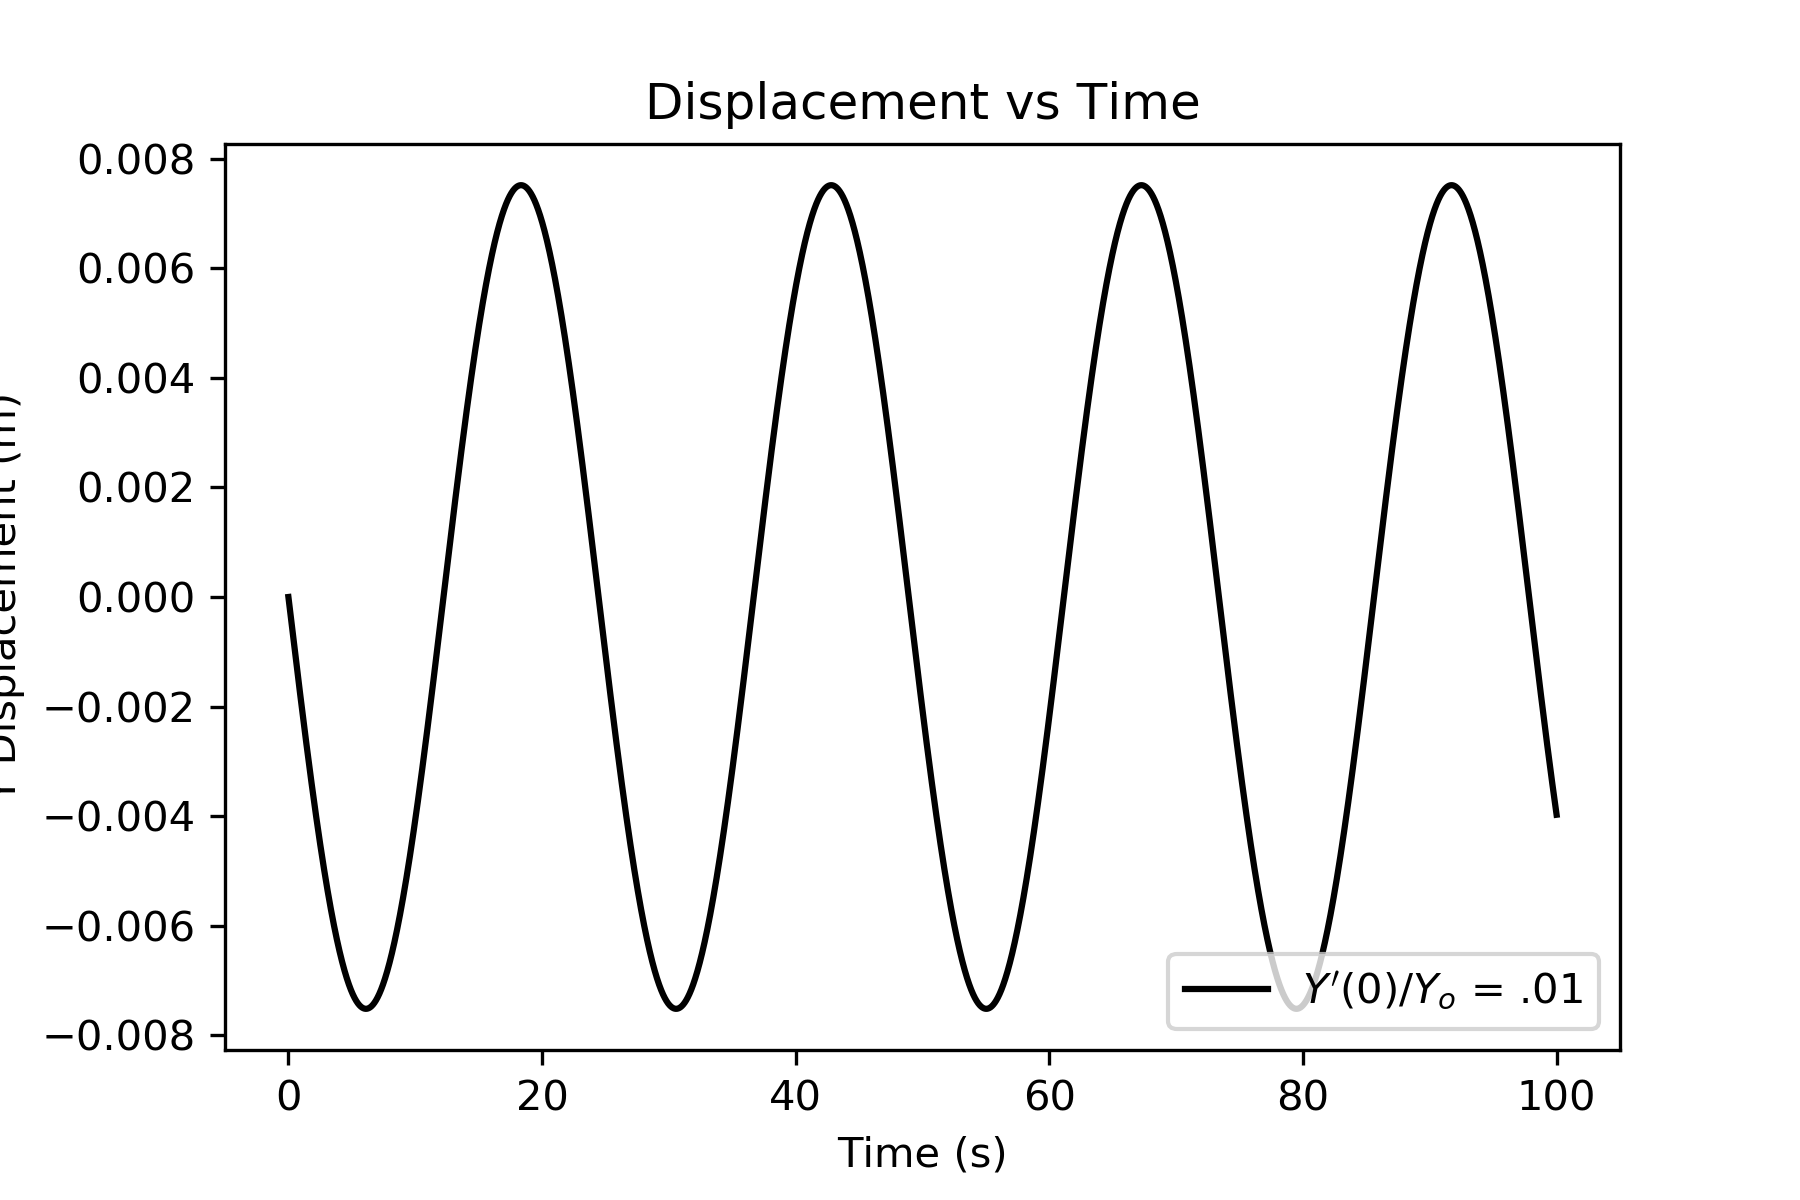 Displacement vs Time
0.008
0.006
0.004
0.002
0.000
−0.002
−0.004
−0.006
−0.008
Displacement (m)
0 20 40 60 80 100
Time (s)
Y′(0)/Yₒ = .01